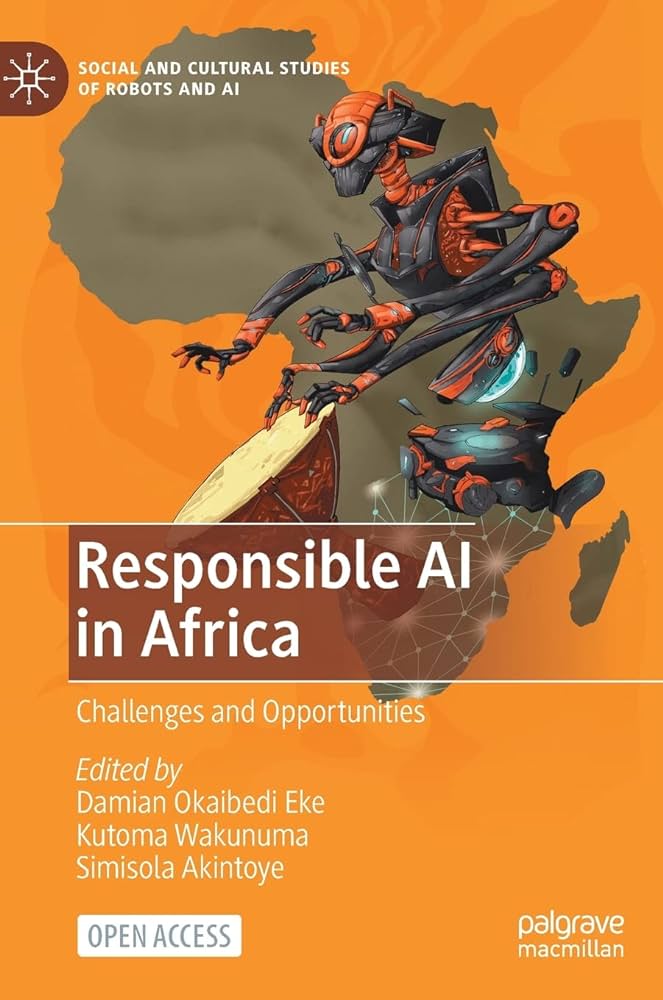 SOCIAL AND CULTURAL STUDIES
OF ROBOTS AND AI
Responsible AI
in Africa
Challenges and Opportunities
Edited by
Damian Okaibedi Eke
Kutoma Wakunuma
Simisola Akintoye
OPEN ACCESS
palgrave
macmillan